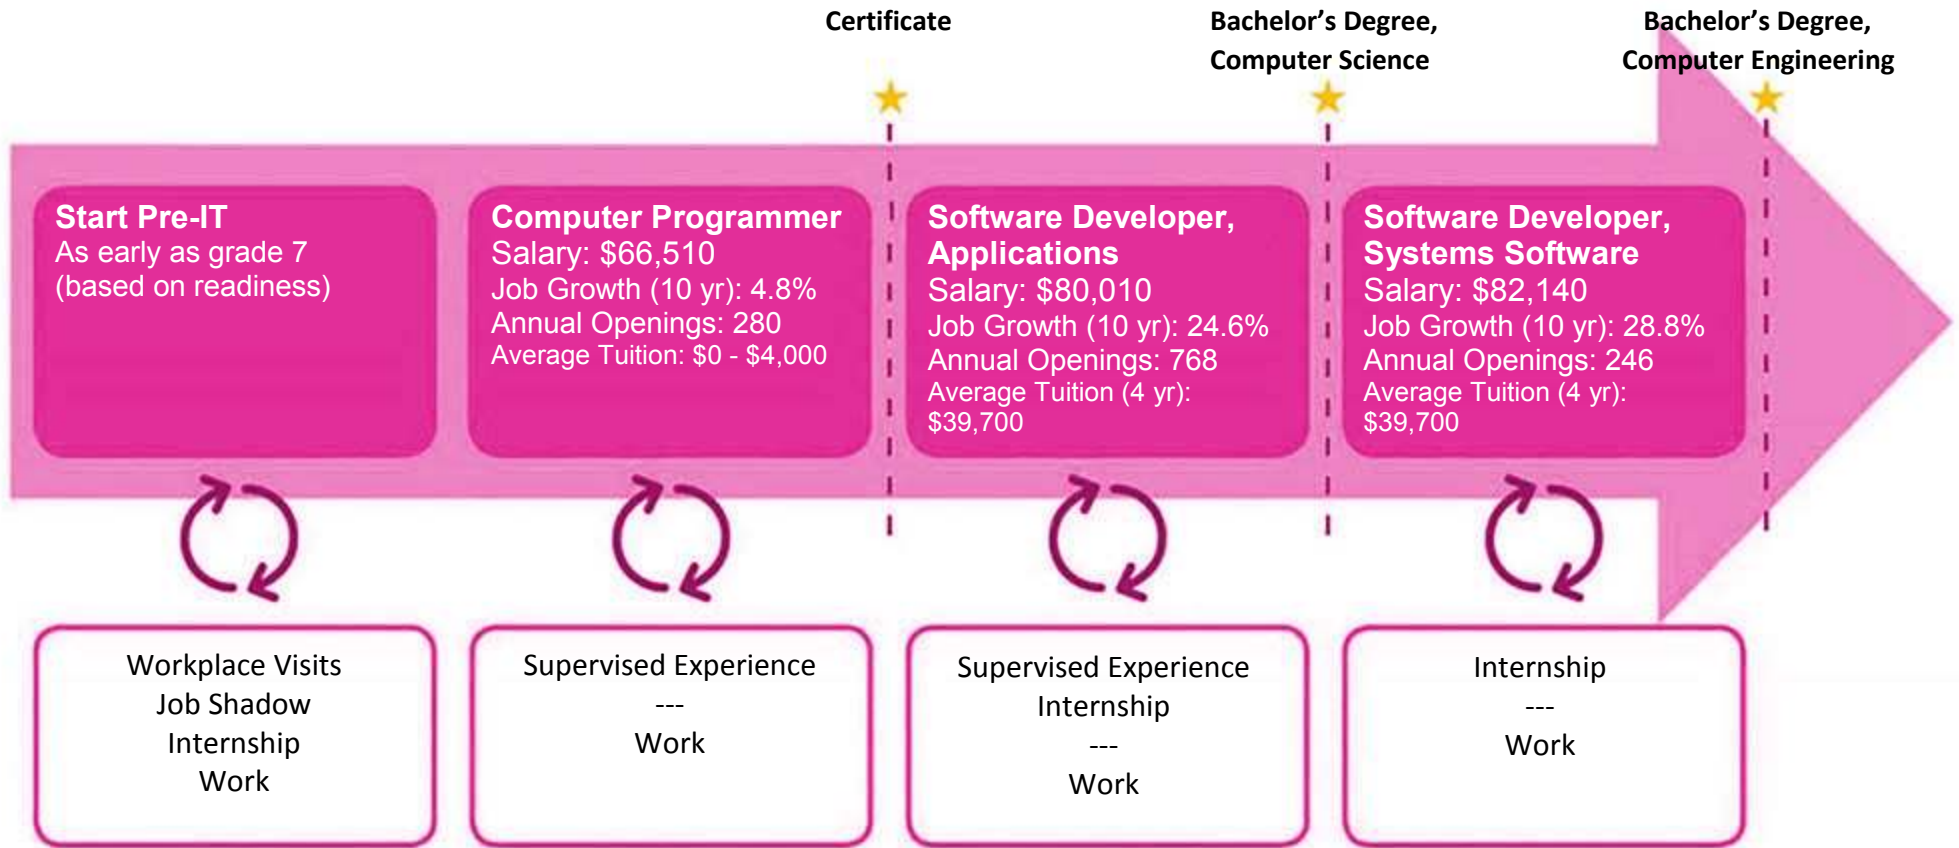 Certificate
Bachelor’s Degree,
Computer Science
Bachelor’s Degree,
Computer Engineering
Start Pre-IT
As early as grade 7
(based on readiness)
Computer Programmer
Salary: $66,510
Job Growth (10 yr): 4.8%
Annual Openings: 280
Average Tuition: $0 - $4,000
Software Developer,
Applications
Salary: $80,010
Job Growth (10 yr): 24.6%
Annual Openings: 768
Average Tuition (4 yr):
$39,700
Software Developer,
Systems Software
Salary: $82,140
Job Growth (10 yr): 28.8%
Annual Openings: 246
Average Tuition (4 yr):
$39,700
Workplace Visits
Job Shadow
Internship
Work
Supervised Experience
---
Work
Supervised Experience
Internship
---
Work
Internship
---
Work